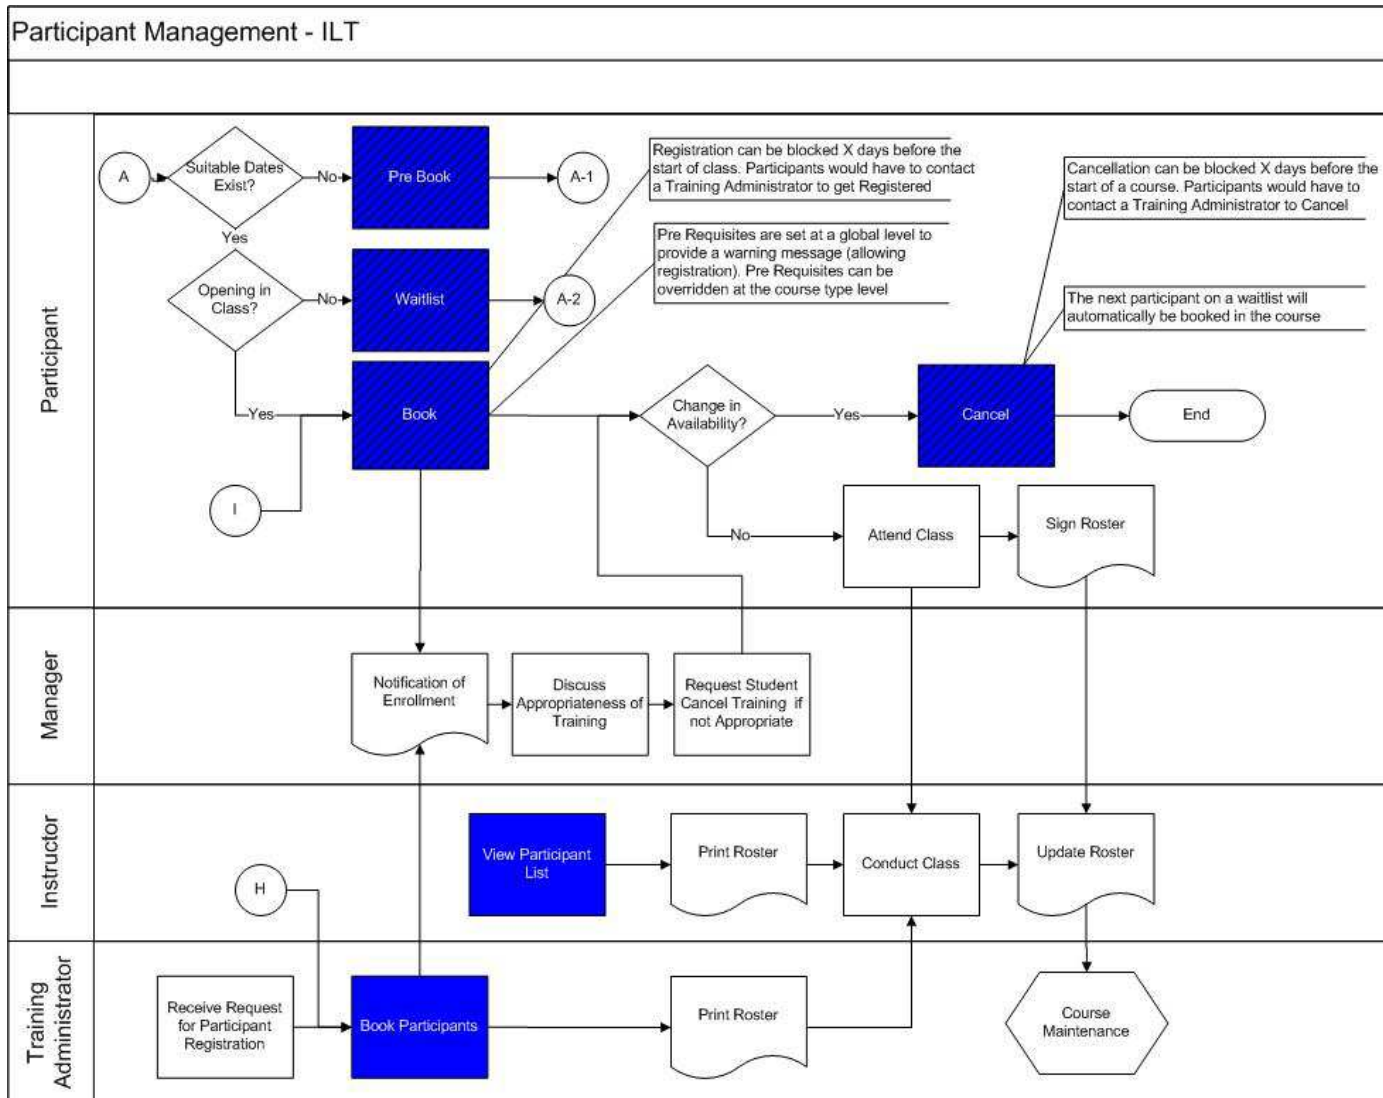 Participant Management - ILT
Participant
A
Suitable Dates
Exist?
No
Pre Book
A-1
Yes
Opening in
Class?
No
Waitlist
A-2
Yes
Book
I
Registration can be blocked X days before the
start of class. Participants would have to contact
a Training Administrator to get Registered
Pre Requisites are set at a global level to
provide a warning message (allowing
registration). Pre Requisites can be
overridden at the course type level
Cancellation can be blocked X days before the
start of a course. Participants would have to
contact a Training Administrator to Cancel
The next participant on a waitlist will
automatically be booked in the course
Change in
Availability?
Yes
Cancel
End
No
Attend Class
Sign Roster
Manager
Notification of
Enrollment
Discuss
Appropriateness of
Training
Request Student
Cancel Training if
not Appropriate
Instructor
H
View Participant
List
Print Roster
Conduct Class
Update Roster
Training
Administrator
Receive Request
for Participant
Registration
Book Participants
Print Roster
Course
Maintenance